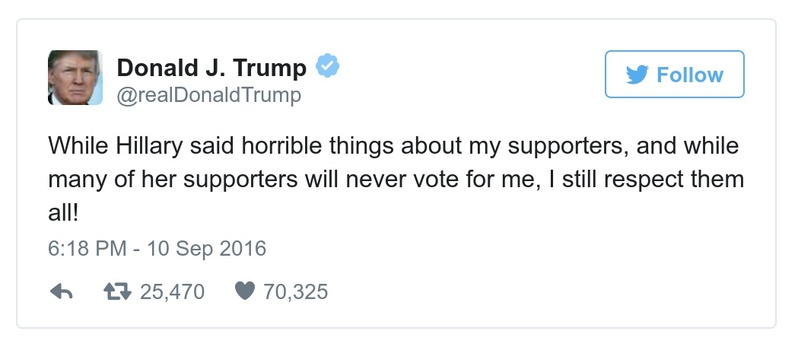 Donald J. Trump
@realDonaldTrump
Follow
While Hillary said horrible things about my supporters, and while
many of her supporters will never vote for me, I still respect them
all!
6:18 PM - 10 Sep 2016
25,470 70,325